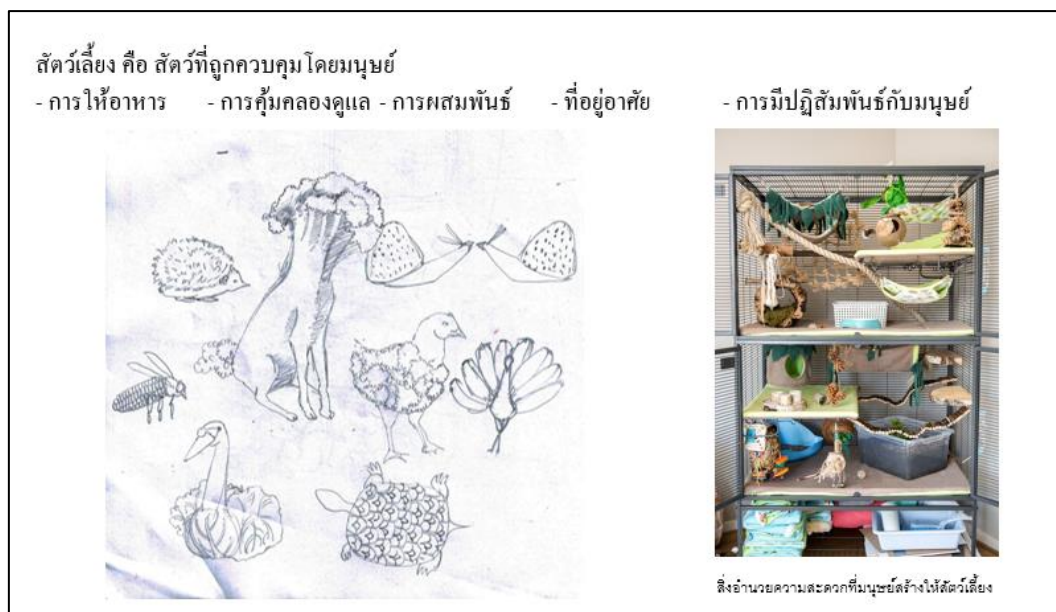 สัตว์เลี้ยง คือ สัตว์ที่ถูกควบคุมโดยมนุษย์
- การให้อาหาร - การคุ้มคลองดูแล - การผสมพันธ์ - ที่อยู่อาศัย - การมีปฏิสัมพันธ์กับมนุษย์
สิ่งอำนวยความสะดวกที่มนุษย์สร้างให้สัตว์เลี้ยง